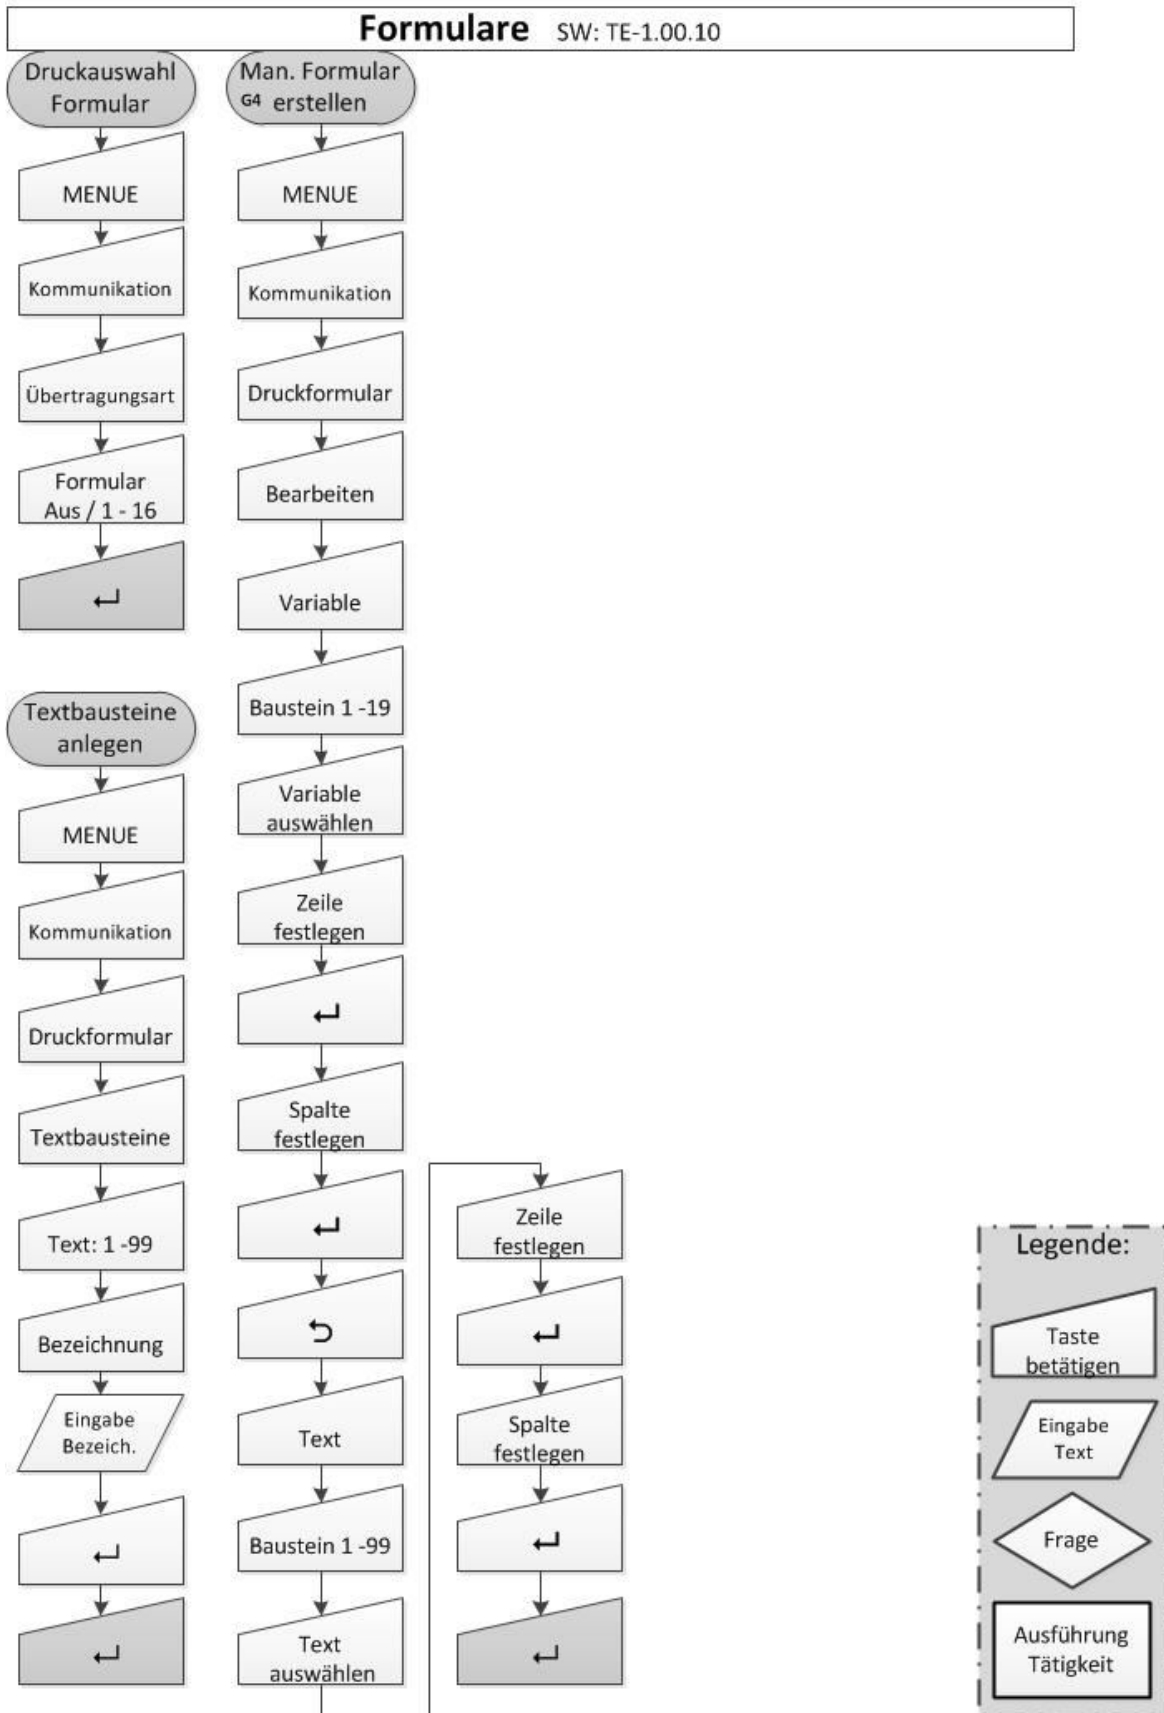 Formulare SW: TE-1.00.10
Druckauswahl
Formular
MENUE
Kommunikation
Übertragungsart
Formular
Aus / 1 - 16
↵
Textbausteine
anlegen
MENUE
Kommunikation
Druckformular
Textbausteine
Text: 1 -99
Bezeichnung
Eingabe
Bezeich.
↵
↵
Man. Formular
G4 erstellen
MENUE
Kommunikation
Druckformular
Bearbeiten
Variable
Baustein 1 -19
Variable
auswählen
Zeile
festlegen
↵
Spalte
festlegen
↵
⮌
Text
Baustein 1 -99
Text
auswählen
Zeile
festlegen
↵
Spalte
festlegen
↵
↵
Legende:
Taste
betätigen
Eingabe
Text
Frage
Ausführung
Tätigkeit